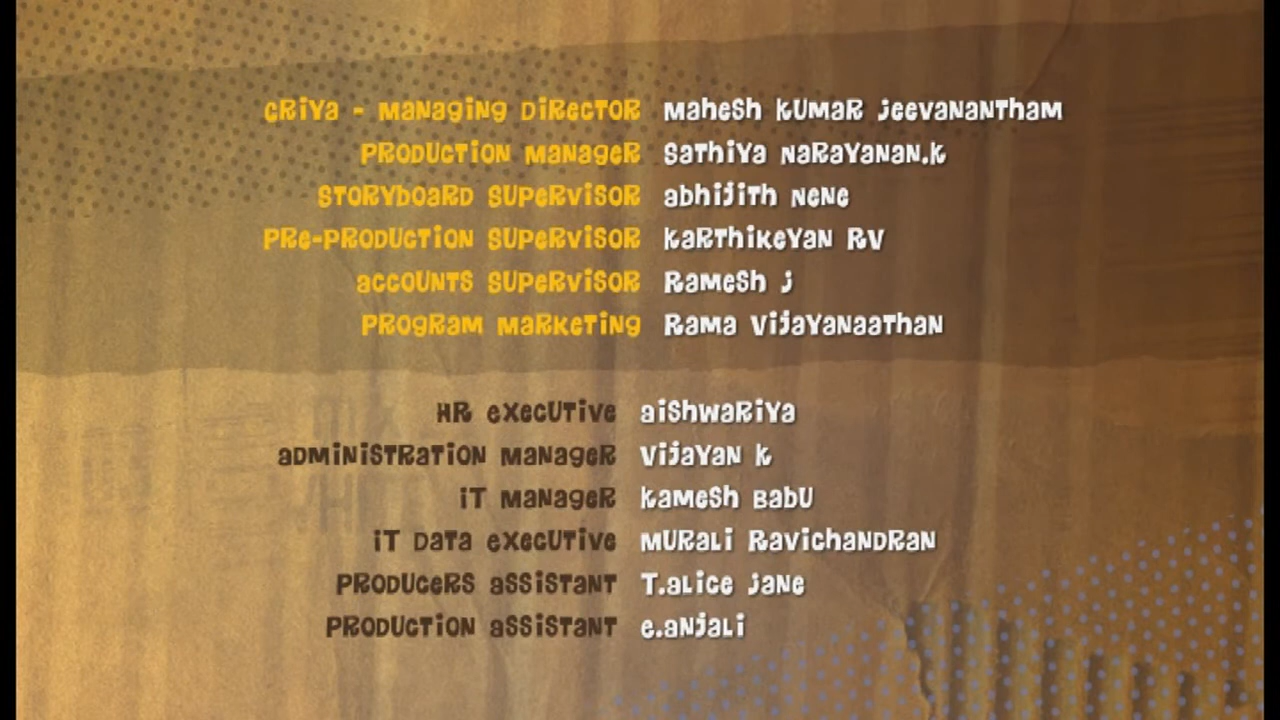 CRiYa - Managing DiRecTOR Mahesh KUMAR JeevananTham
PRODUCTiON ManageR SaThiYa NaRaYanan.K
STORYboaRD SUPeRviSOR abhijiTh Nene
PRe-PRODUCTiON SUPeRviSOR KaRThiKeYan RV
accOUNTS SUPeRviSOR RaMeSh J
PROgRaM MaRKeTing RaMa VijaYanaaThan
HR eXecUTive aiShwaRiYa
aDMiNiSTRaTiON ManageR VijaYan K
iT ManageR KaMeSh BabU
iT DaTa eXecUTive MURaLi RavichanDRan
PRODUceRS aSSiSTanT T.aLice Jane
PRODUCTiON aSSiSTanT e.anJaLi